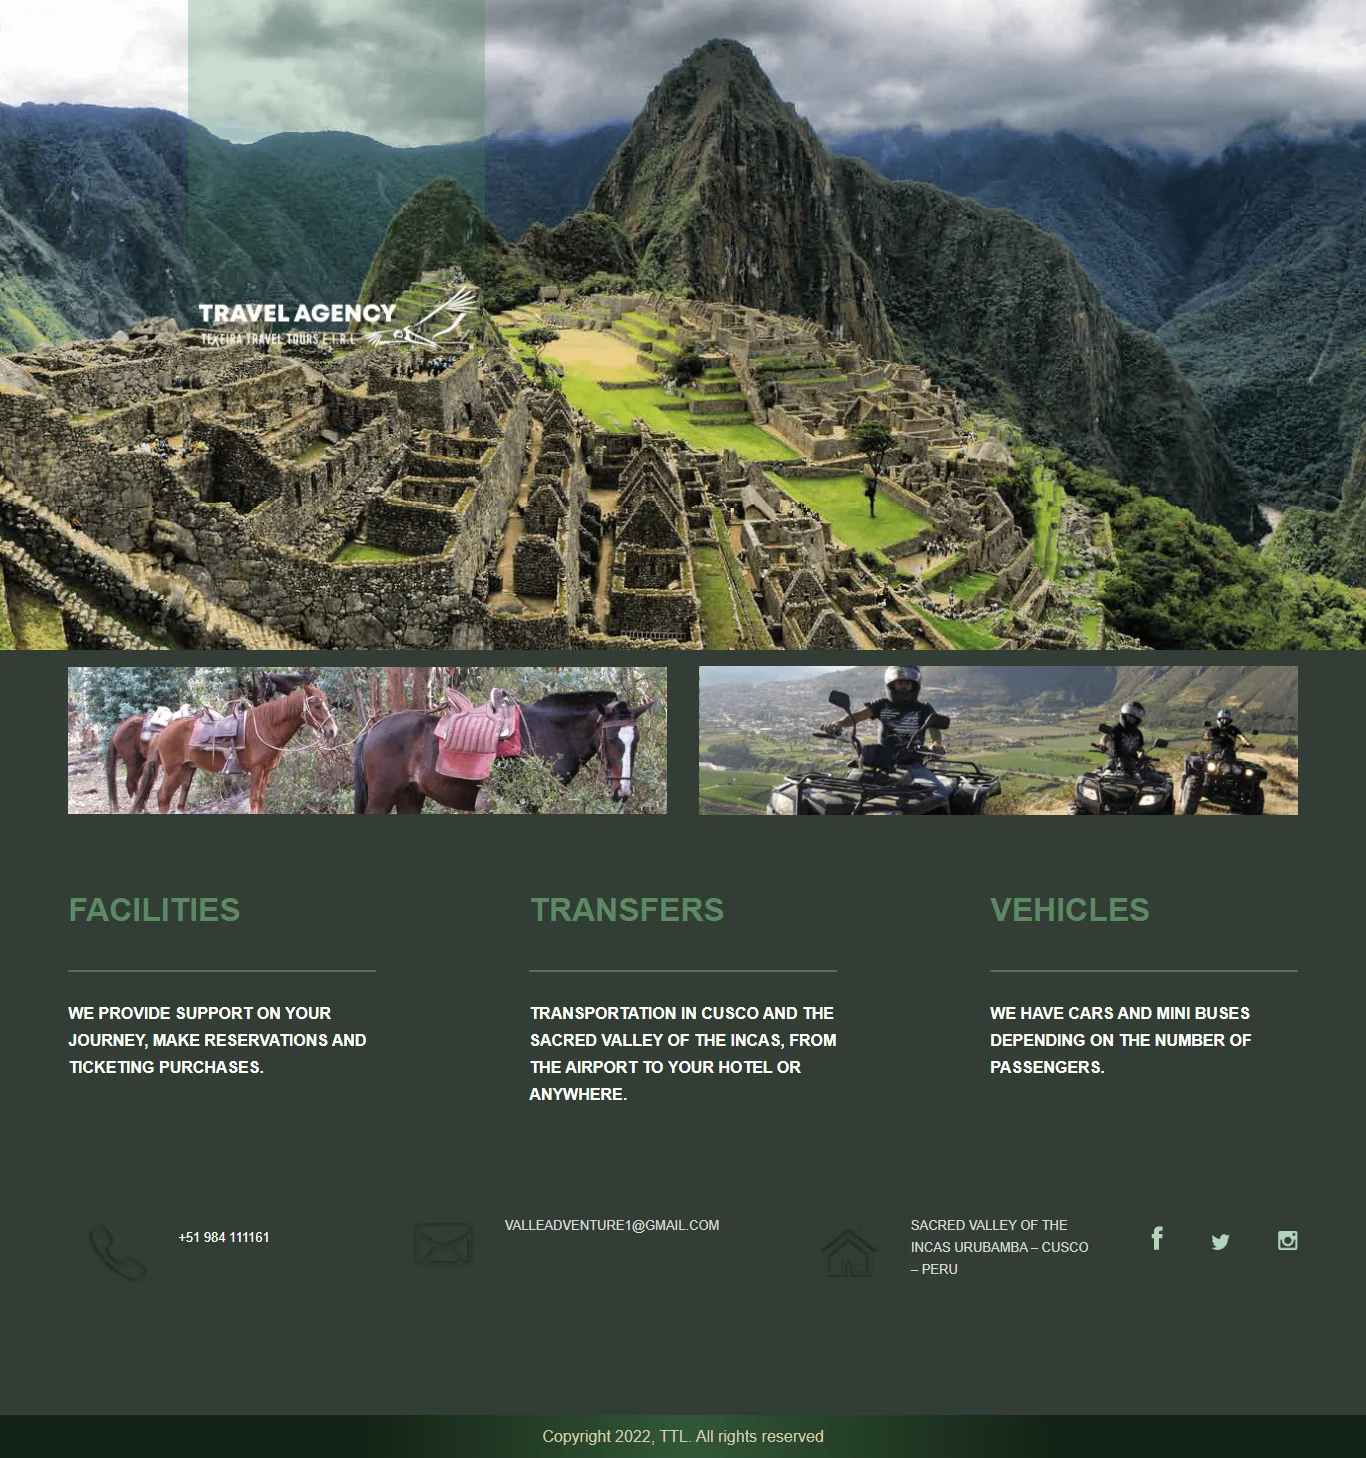 TRAVEL AGENCY
TEXEIRA TRAVEL TOURS E.I.R.L
FACILITIES
TRANSFERS
VEHICLES
WE PROVIDE SUPPORT ON YOUR
JOURNEY, MAKE RESERVATIONS AND
TICKETING PURCHASES.
TRANSPORTATION IN CUSCO AND THE
SACRED VALLEY OF THE INCAS, FROM
THE AIRPORT TO YOUR HOTEL OR
ANYWHERE.
WE HAVE CARS AND MINI BUSES
DEPENDING ON THE NUMBER OF
PASSENGERS.
+51 984 111161
VALLEADVENTURE1@GMAIL.COM
SACRED VALLEY OF THE
INCAS URUBAMBA – CUSCO
– PERU
Copyright 2022, TTL. All rights reserved